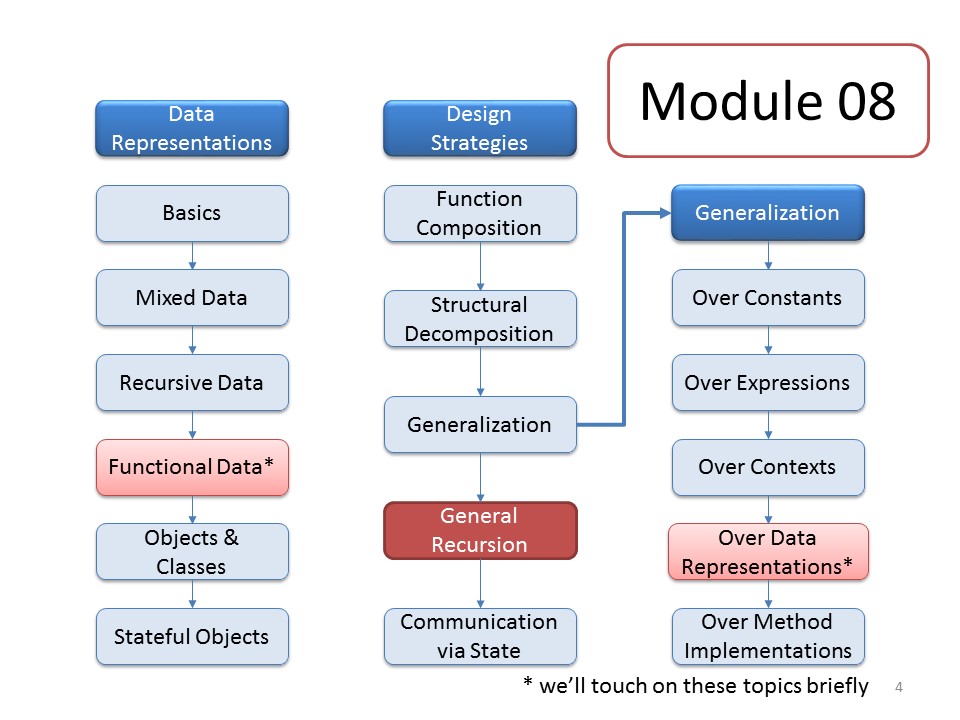 Module 08
Data
Representations
Basics
Mixed Data
Recursive Data
Functional Data*
Objects &
Classes
Stateful Objects
Design
Strategies
Function
Composition
Structural
Decomposition
Generalization
General
Recursion
Communication
via State
Generalization
Over Constants
Over Expressions
Over Contexts
Over Data
Representations*
Over Method
Implementations
* we'll touch on these topics briefly
4